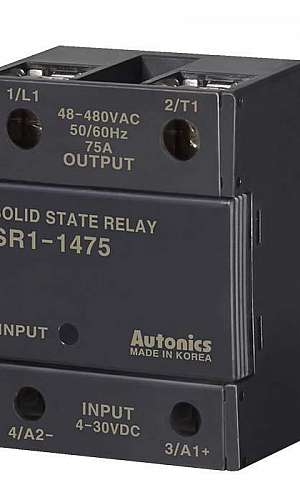 1/L1
48-480VAC
2/T1
50/60Hz
75A
OUTPUT
SOLID STATE RELAY
SR1-1475
INPUT
Autonics
MADE IN KOREA
INPUT
4-30VDC
4/A2-
3/A1+